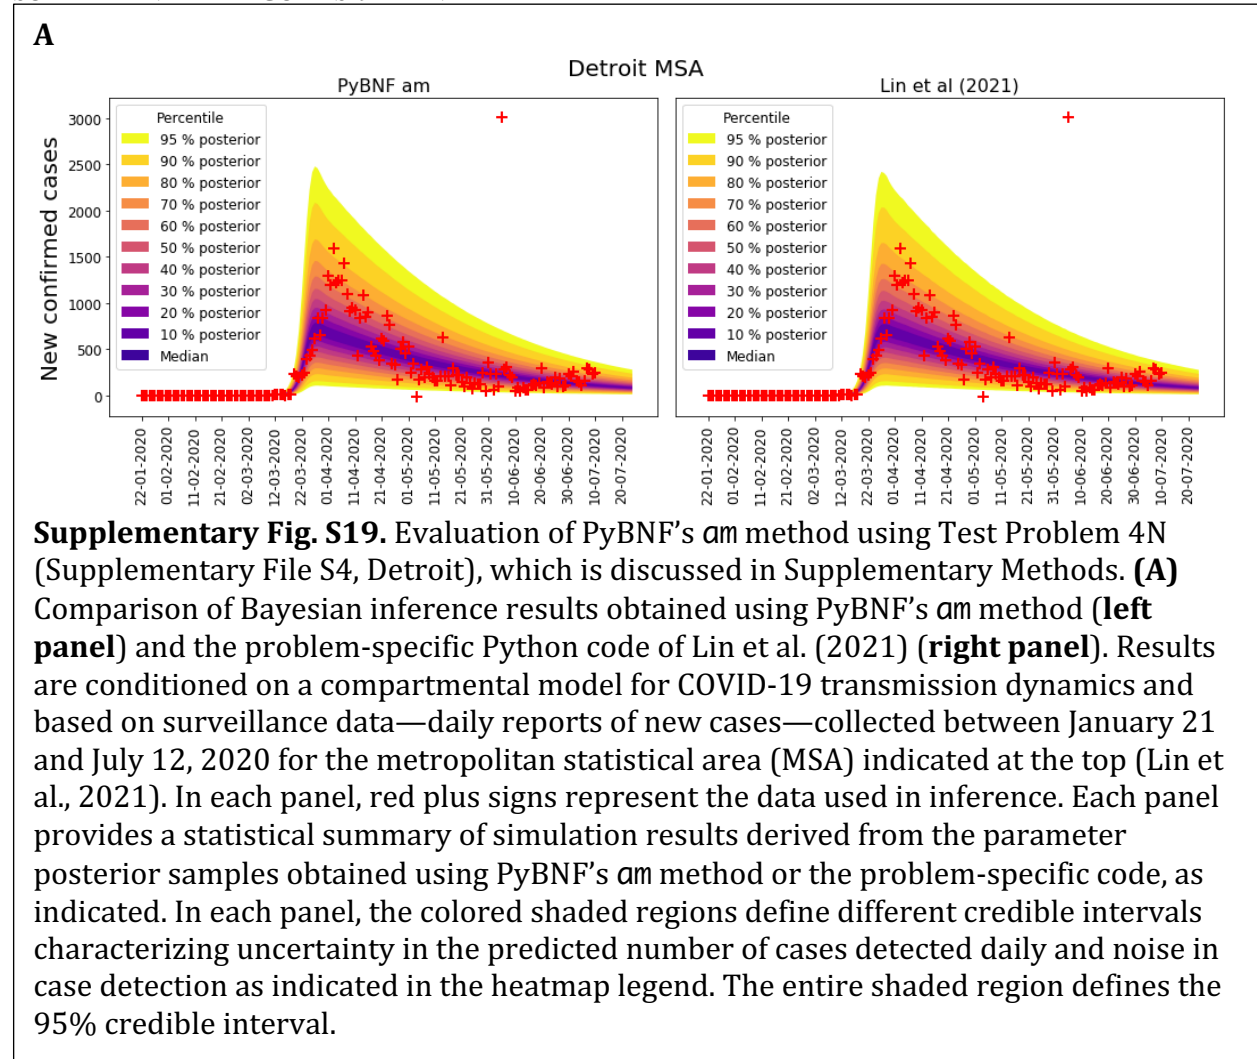 A
Detroit MSA
PyBNF am
Lin et al (2021)
New confirmed cases
3000
2500
2000
1500
1000
500
0
Percentile
95 % posterior
90 % posterior
80 % posterior
70 % posterior
60 % posterior
50 % posterior
40 % posterior
30 % posterior
20 % posterior
10 % posterior
Median
22-01-2020
01-02-2020
11-02-2020
21-02-2020
02-03-2020
12-03-2020
22-03-2020
01-04-2020
11-04-2020
21-04-2020
01-05-2020
11-05-2020
21-05-2020
31-05-2020
10-06-2020
20-06-2020
30-06-2020
10-07-2020
20-07-2020
Percentile
95 % posterior
90 % posterior
80 % posterior
70 % posterior
60 % posterior
50 % posterior
40 % posterior
30 % posterior
20 % posterior
10 % posterior
Median
22-01-2020
01-02-2020
11-02-2020
21-02-2020
02-03-2020
12-03-2020
22-03-2020
01-04-2020
11-04-2020
21-04-2020
01-05-2020
11-05-2020
21-05-2020
31-05-2020
10-06-2020
20-06-2020
30-06-2020
10-07-2020
20-07-2020
Supplementary Fig. S19. Evaluation of PyBNF’s am method using Test Problem 4N
(Supplementary File S4, Detroit), which is discussed in Supplementary Methods. (A)
Comparison of Bayesian inference results obtained using PyBNF’s am method (left
panel) and the problem-specific Python code of Lin et al. (2021) (right panel). Results
are conditioned on a compartmental model for COVID-19 transmission dynamics and
based on surveillance data—daily reports of new cases—collected between January 21
and July 12, 2020 for the metropolitan statistical area (MSA) indicated at the top (Lin et
al., 2021). In each panel, red plus signs represent the data used in inference. Each panel
provides a statistical summary of simulation results derived from the parameter
posterior samples obtained using PyBNF’s am method or the problem-specific code, as
indicated. In each panel, the colored shaded regions define different credible intervals
characterizing uncertainty in the predicted number of cases detected daily and noise in
case detection as indicated in the heatmap legend. The entire shaded region defines the
95% credible interval.